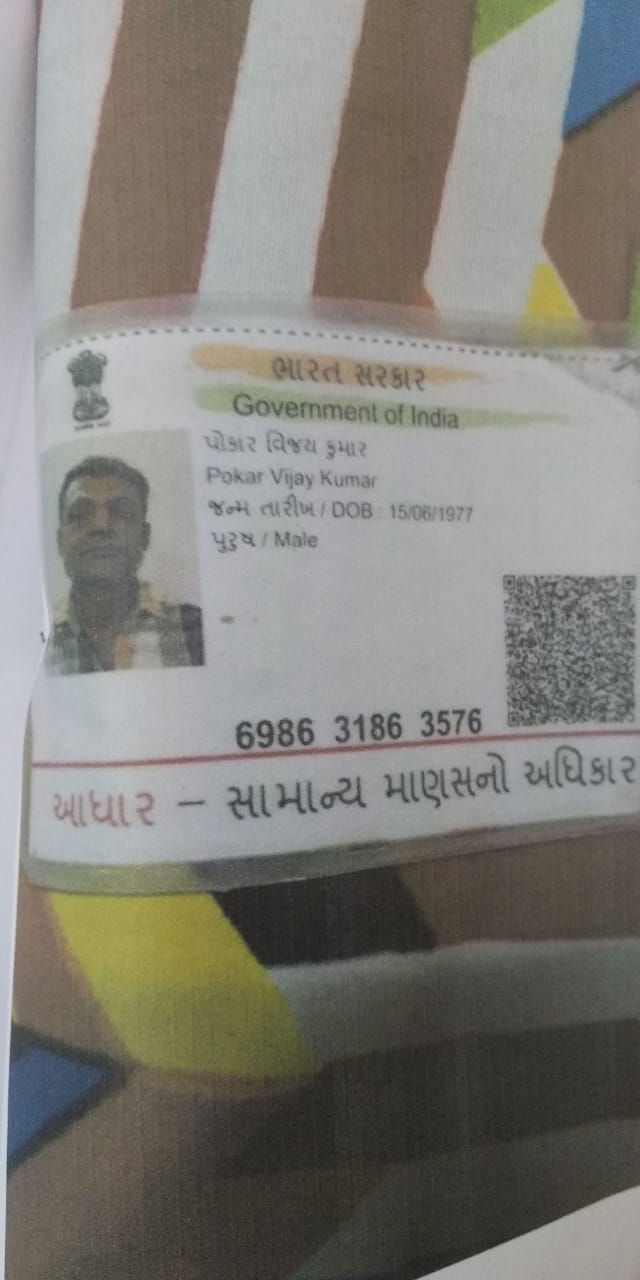 ભારત સરકાર
Government of India
પોકાર વિજય કુમાર
Pokar Vijay Kumar
જન્મ તારીખ / DOB : 15/06/1977
પુરુષ / Male
6986 3186 3576
આધાર – સામાન્ય માણસનો અધિકાર